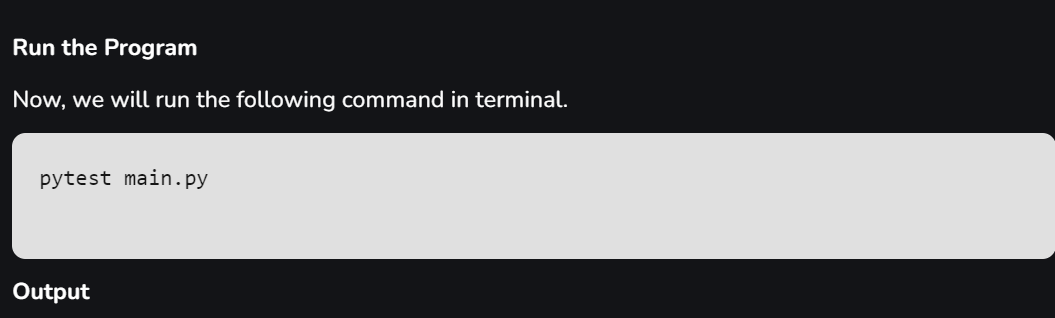 Run the Program
Now, we will run the following command in terminal.
pytest main.py
Output